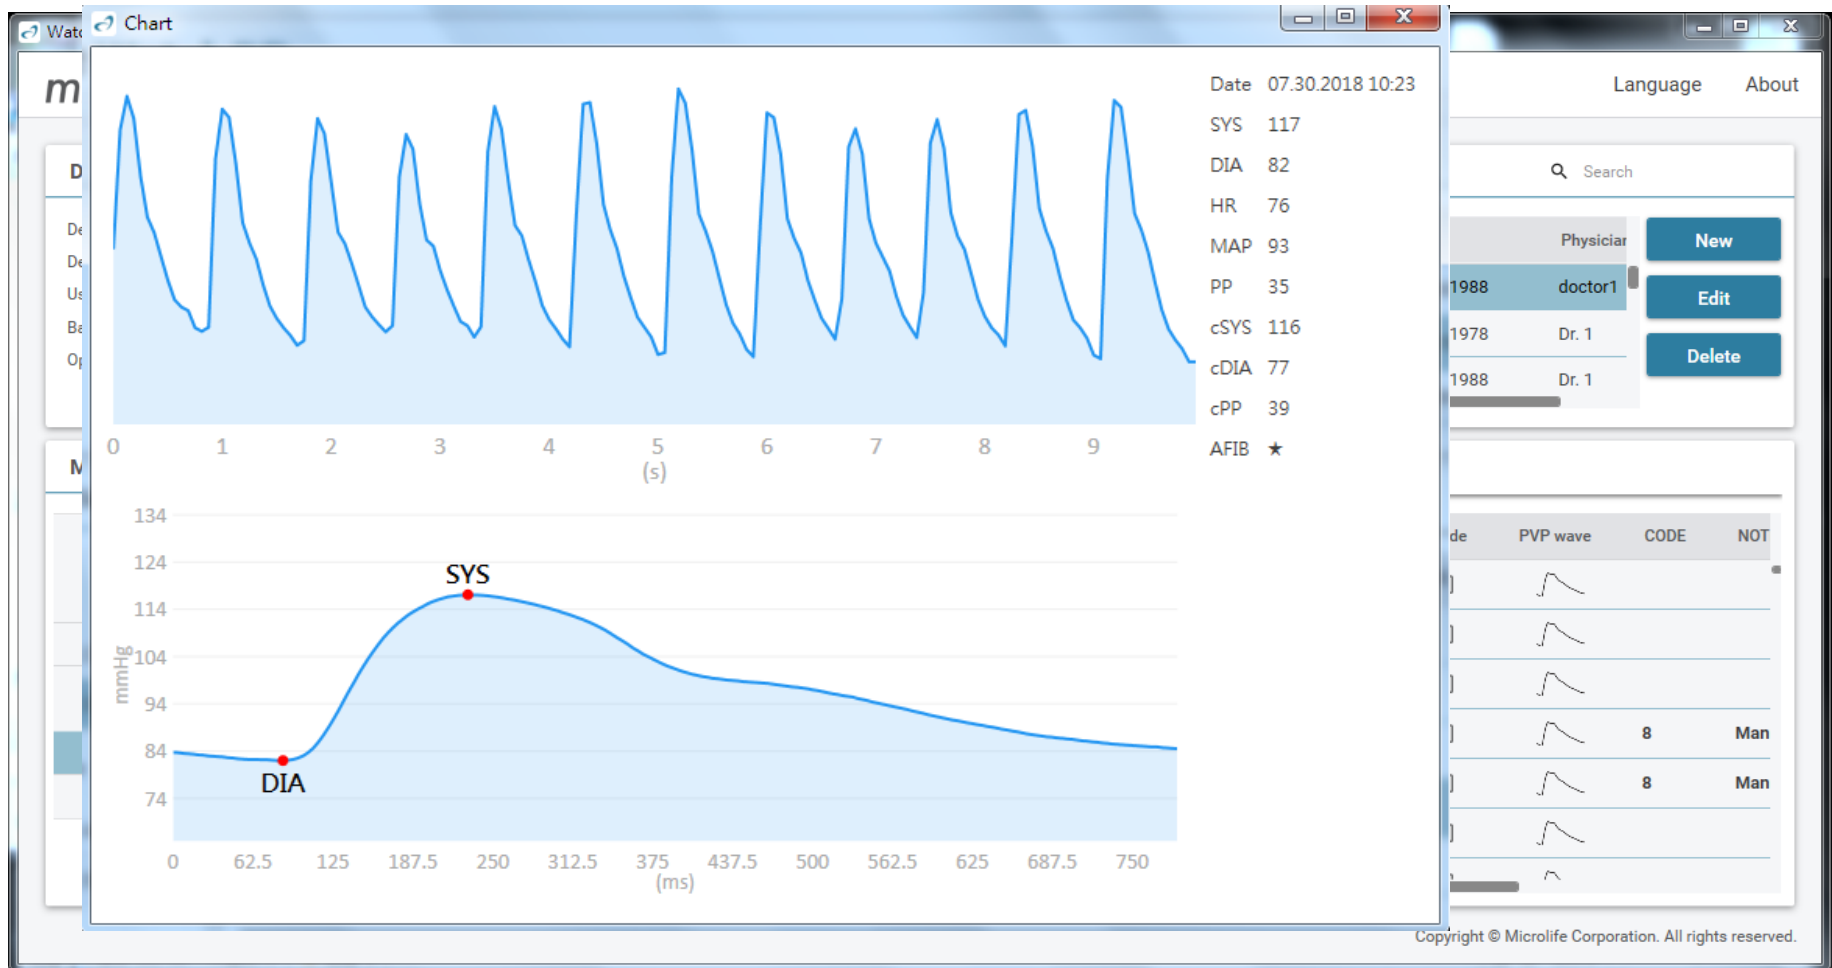 Chart
Date 07.30.2018 10:23
SYS 117
DIA 82
HR 76
MAP 93
PP 35
cSYS 116
cDIA 77
cPP 39
AFIB ★
0 1 2 3 4 5 6 7 8 9
(s)
134
124
114
104
94
84
74
mmHg
SYS
DIA
0 62.5 125 187.5 250 312.5 375 437.5 500 562.5 625 687.5 750
(ms)
Language About
Search
Physician
1988 doctor1
1978 Dr. 1
1988 Dr. 1
New
Edit
Delete
PVP wave CODE NOT
8 Man
8 Man
Copyright © Microlife Corporation. All rights reserved.